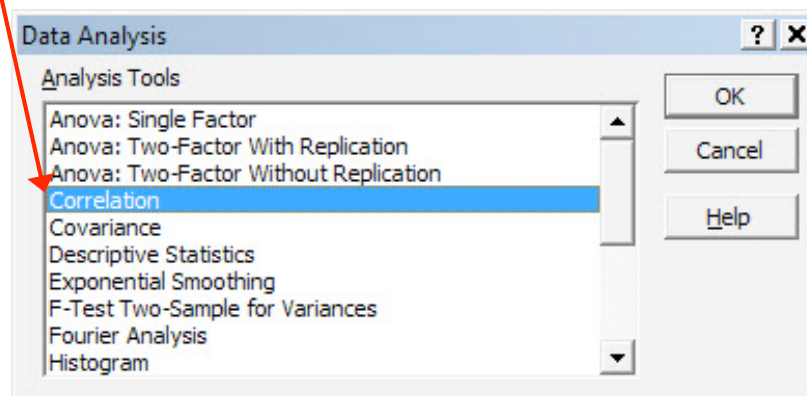 Data Analysis
? X
Analysis Tools
Anova: Single Factor
Anova: Two-Factor With Replication
Anova: Two-Factor Without Replication
Correlation
Covariance
Descriptive Statistics
Exponential Smoothing
F-Test Two-Sample for Variances
Fourier Analysis
Histogram
OK
Cancel
Help